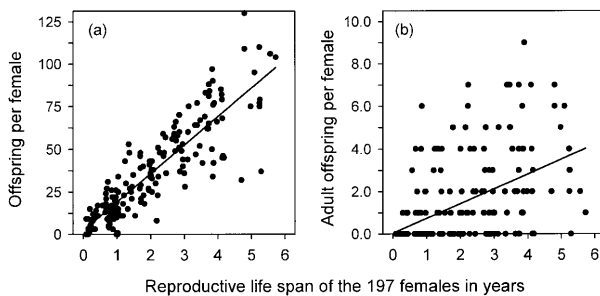 (a)
Offspring per female
125
100
75
50
25
0
0 1 2 3 4 5 6
(b)
Adult offspring per female
10.0
8.0
6.0
4.0
2.0
0.0
0 1 2 3 4 5 6
Reproductive life span of the 197 females in years